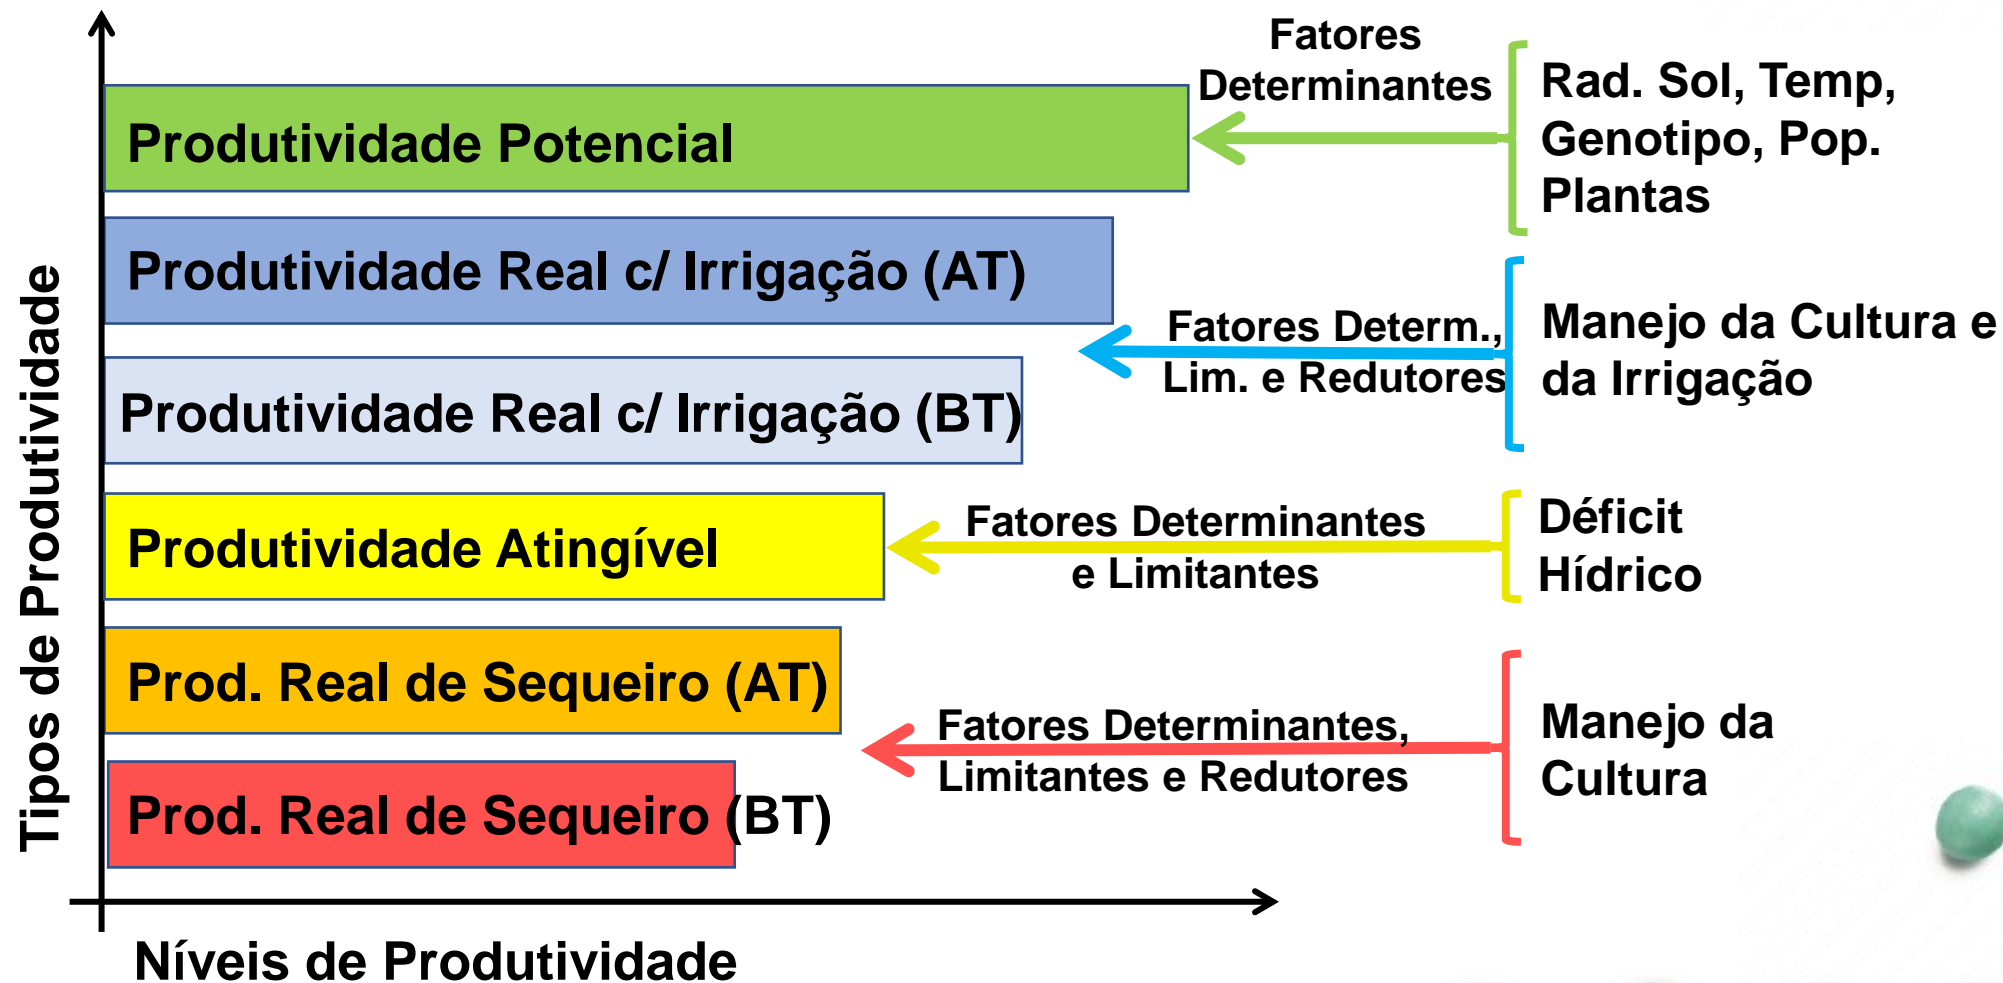 Fatores
Determinantes
Rad. Sol, Temp,
Genotipo, Pop.
Plantas
Produtividade Potencial
Produtividade Real c/ Irrigação (AT)
Fatores Determ.,
Lim. e Redutores
Manejo da Cultura e
da Irrigação
Produtividade Real c/ Irrigação (BT)
Produtividade Atingível
Fatores Determinantes
e Limitantes
Déficit
Hídrico
Prod. Real de Sequeiro (AT)
Fatores Determinantes,
Limitantes e Redutores
Manejo da
Cultura
Prod. Real de Sequeiro (BT)
Tipos de Produtividade
Níveis de Produtividade